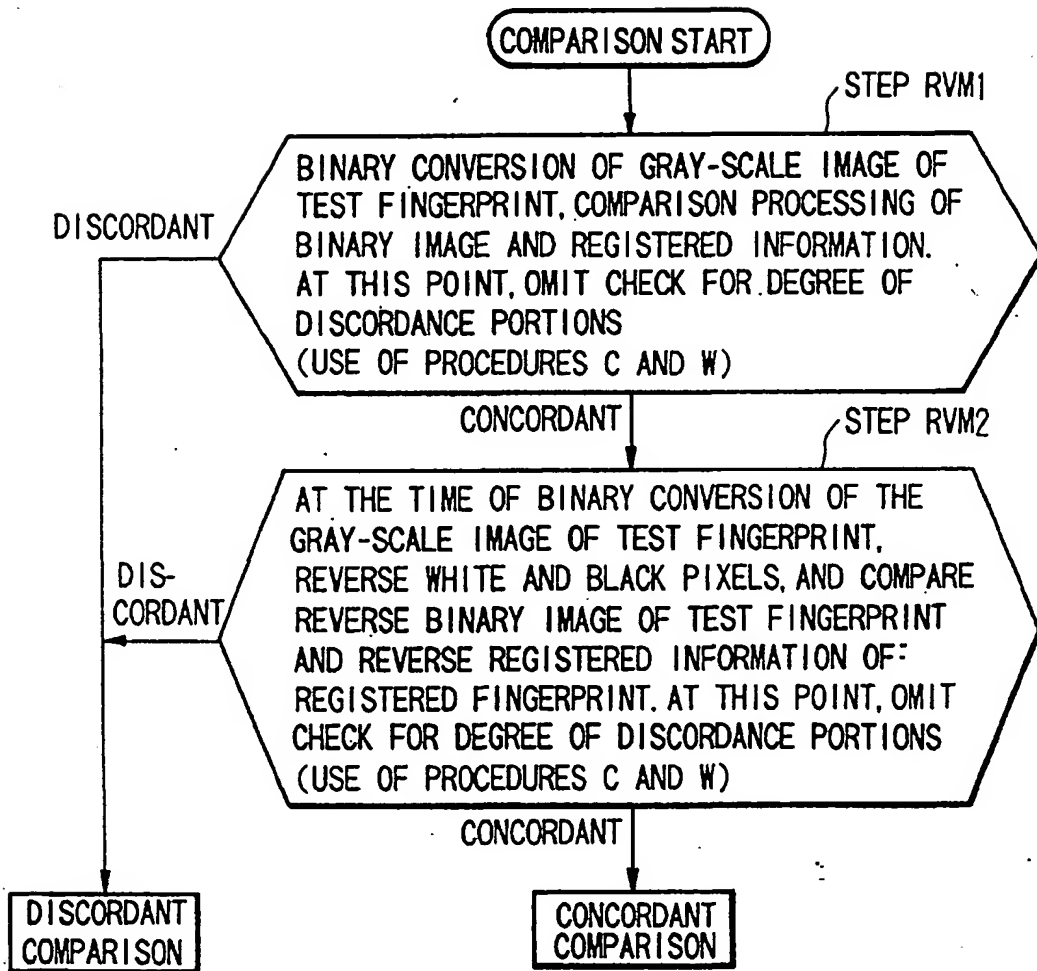 COMPARISON START
STEP RVM1
BINARY CONVERSION OF GRAY-SCALE IMAGE OF
TEST FINGERPRINT, COMPARISON PROCESSING OF
BINARY IMAGE AND REGISTERED INFORMATION.
AT THIS POINT, OMIT CHECK FOR DEGREE OF
DISCORDANCE PORTIONS
(USE OF PROCEDURES C AND W)
DISCORDANT
CONCORDANT
STEP RVM2
AT THE TIME OF BINARY CONVERSION OF THE
GRAY-SCALE IMAGE OF TEST FINGERPRINT,
REVERSE WHITE AND BLACK PIXELS, AND COMPARE
REVERSE BINARY IMAGE OF TEST FINGERPRINT
AND REVERSE REGISTERED INFORMATION OF
REGISTERED FINGERPRINT. AT THIS POINT, OMIT
CHECK FOR DEGREE OF DISCORDANCE PORTIONS
(USE OF PROCEDURES C AND W)
DIS-
CORDANT
CONCORDANT
DISCORDANT
COMPARISON
CONCORDANT
COMPARISON